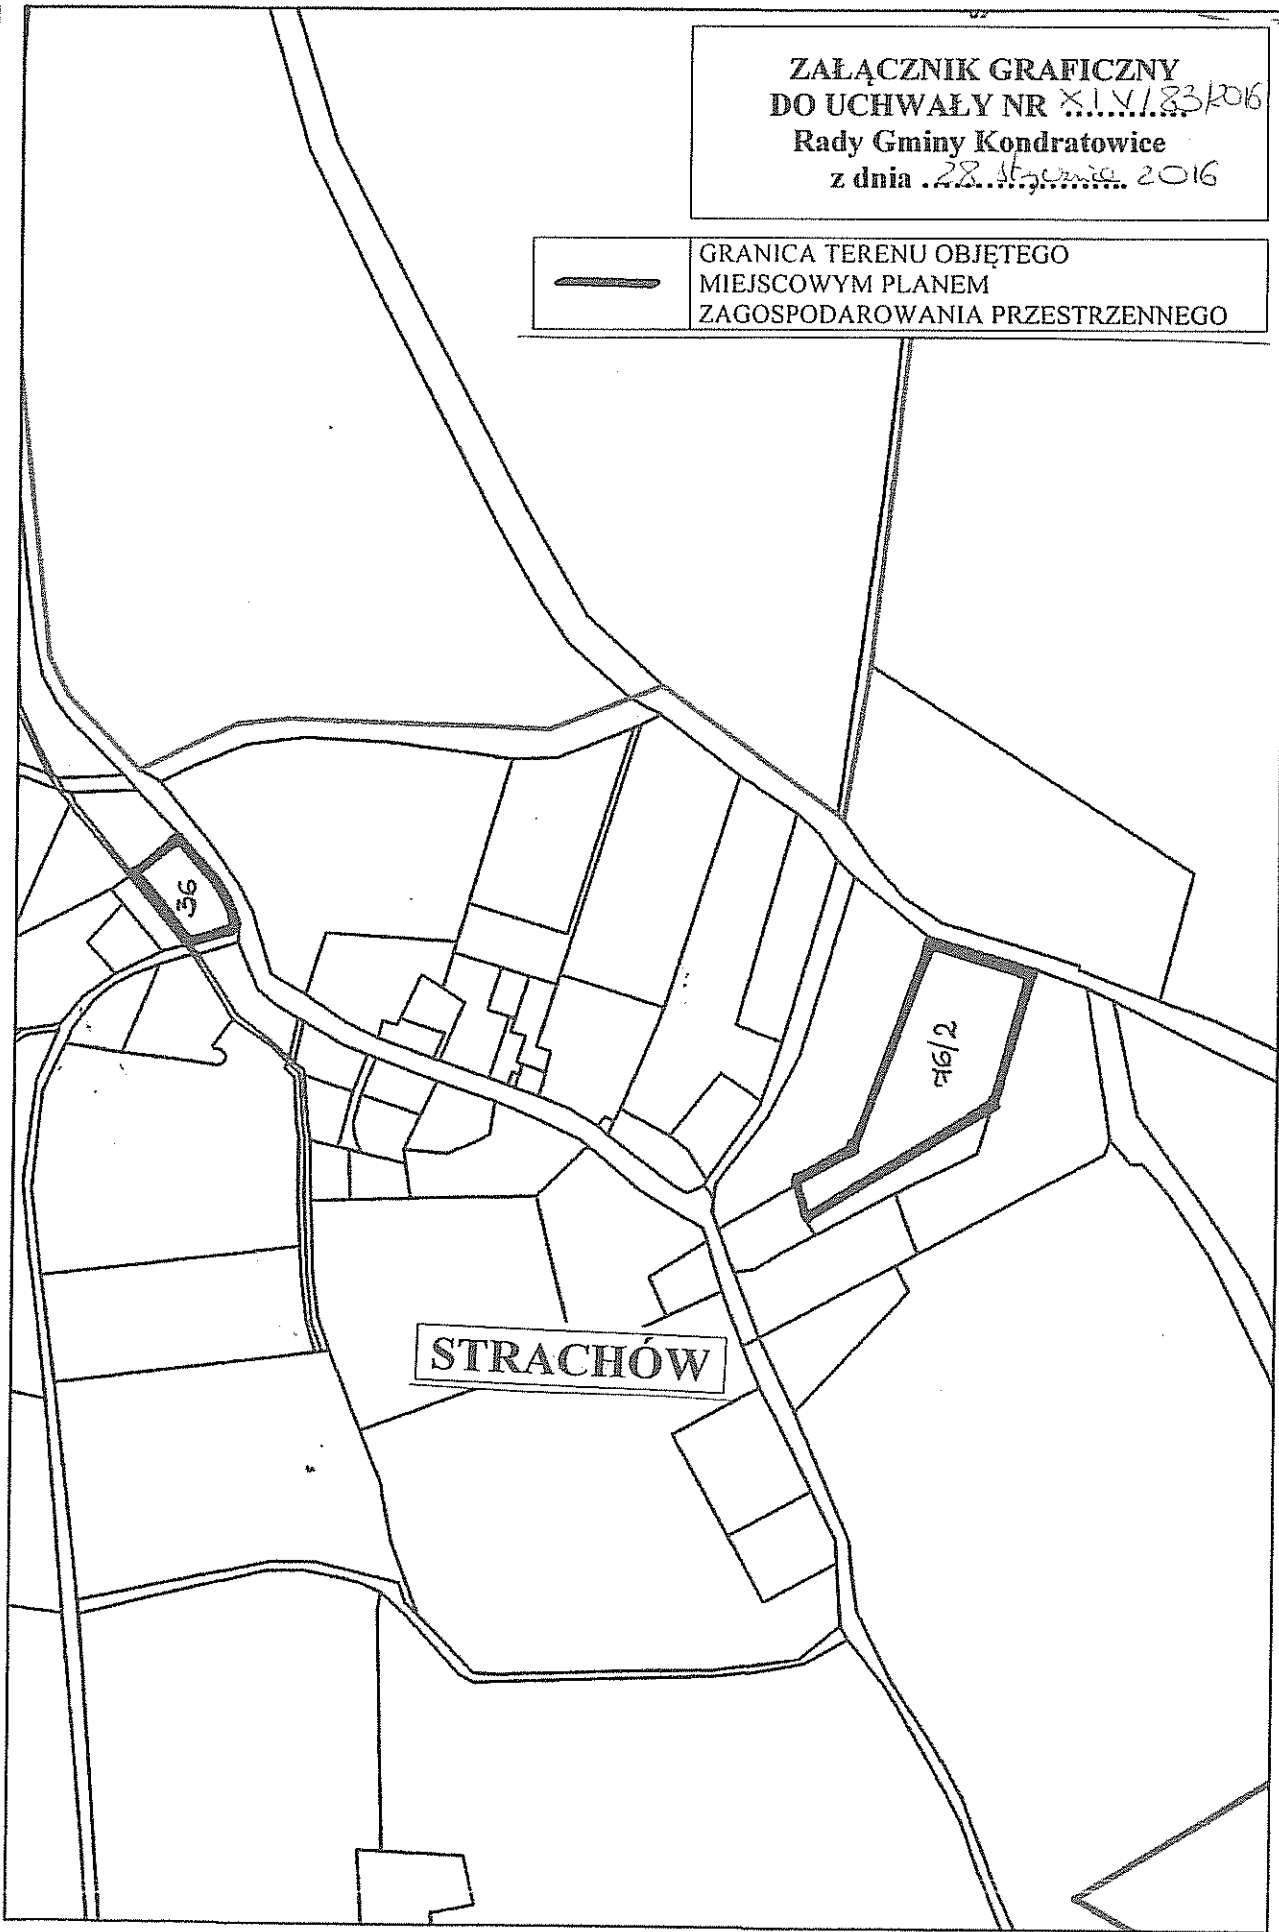 ZAŁĄCZNIK GRAFICZNY
DO UCHWAŁY NR XIV/83/2016
Rady Gminy Kondratowice
z dnia 28 stycznia 2016
GRANICA TERENU OBJĘTEGO
MIEJSCOWYM PLANEM
ZAGOSPODAROWANIA PRZESTRZENNEGO
36
76/2
STRACHÓW